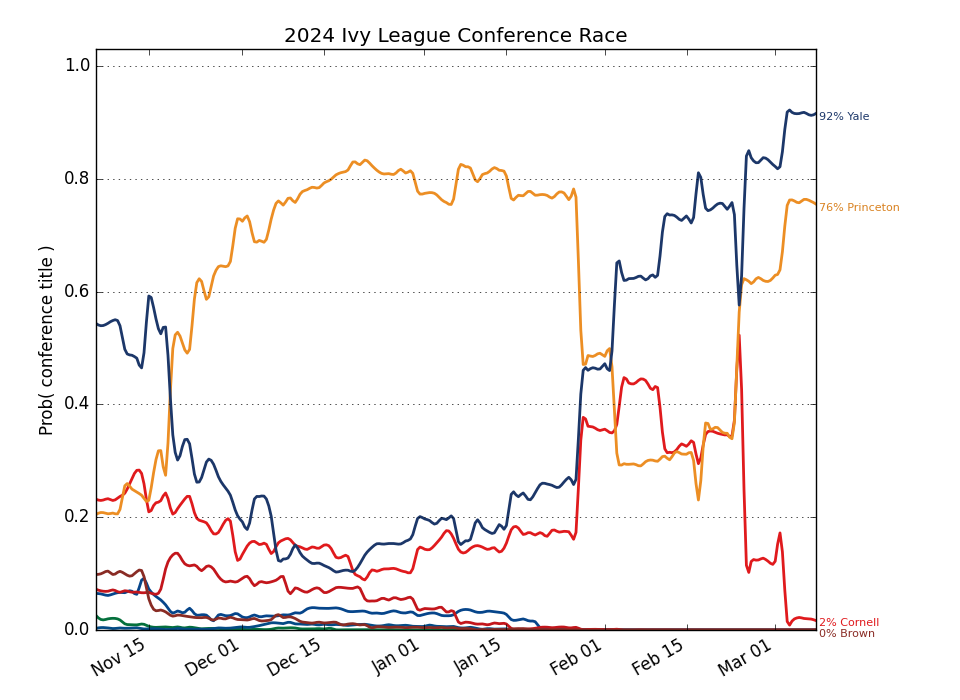 2024 Ivy League Conference Race
Prob( conference title )
1.0
0.8
0.6
0.4
0.2
0.0
Nov 15
Dec 01
Dec 15
Jan 01
Jan 15
Feb 01
Feb 15
Mar 01
92% Yale
76% Princeton
2% Cornell
0% Brown